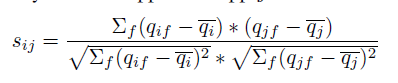 s_{ij} = \frac{\Sigma_f (q_{if} - \overline{q_i}) * (q_{jf} - \overline{q_j})}{\sqrt{\Sigma_f (q_{if} - \overline{q_i})^2} * \sqrt{\Sigma_f (q_{jf} - \overline{q_j})^2}}